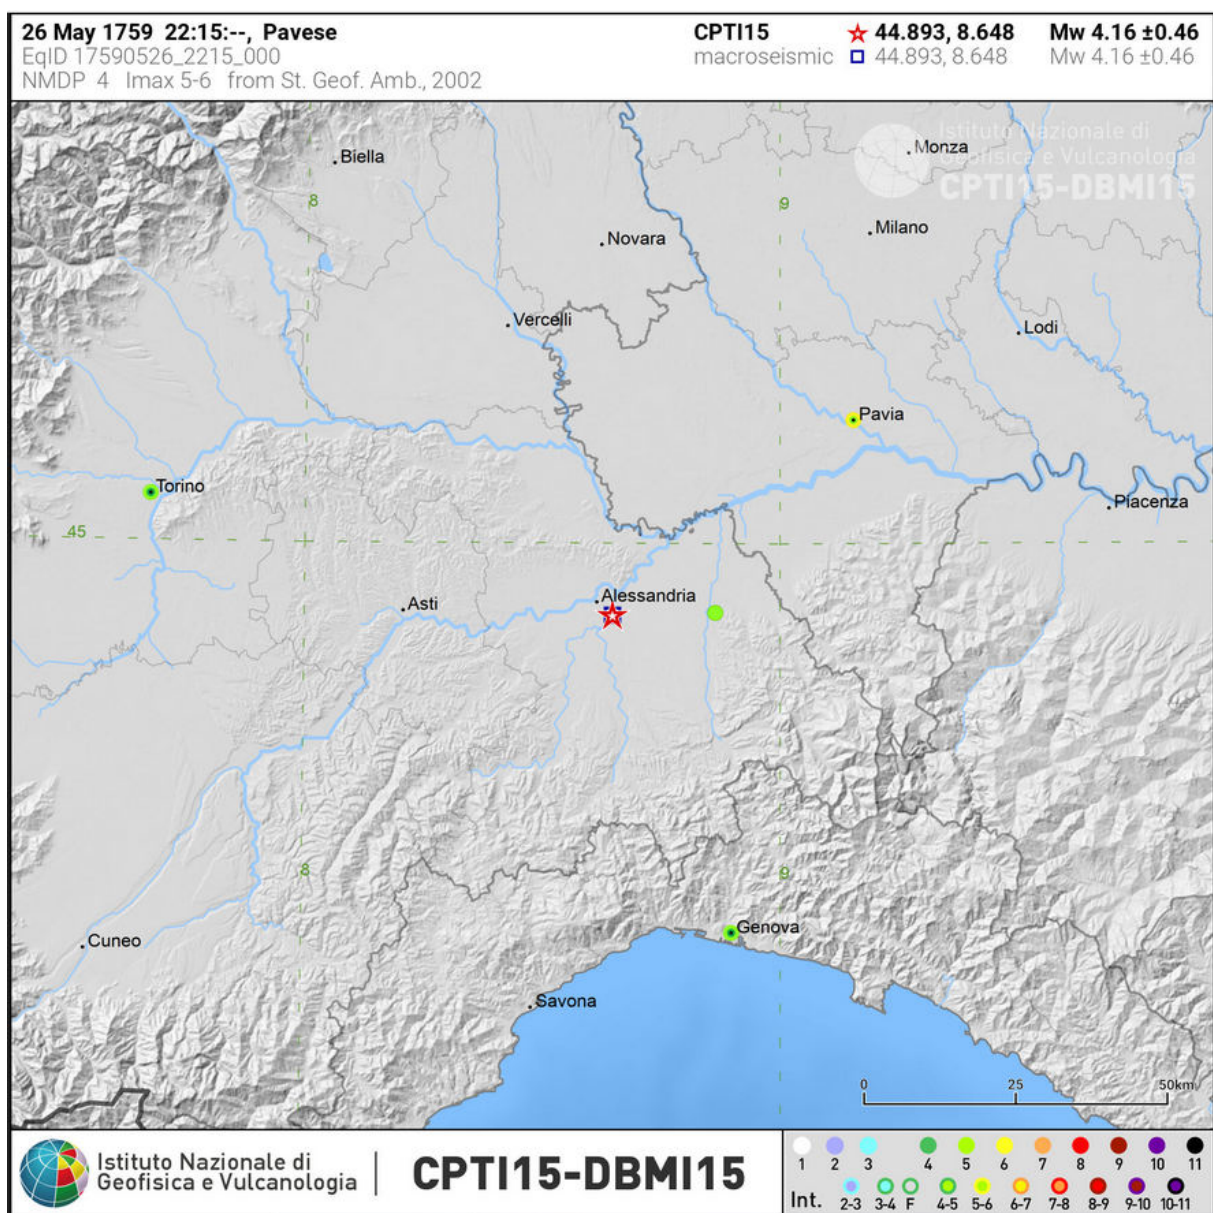 26 May 1759 22:15:--, Pavese
EqID 17590526_2215_000
NMDP 4 Imax 5-6 from St. Geof. Amb., 2002
CPTI15 44.893, 8.648 Mw 4.16 ±0.46
macroseismic 44.893, 8.648 Mw 4.16 ±0.46
Istituto Nazionale di
Geofisica e Vulcanologia
CPTI15-DBMI15
Biella
Monza
8
9
Novara
Milano
Vercelli
Lodi
Pavia
Torino
Piacenza
45
Alessandria
Asti
8
9
Genova
Cuneo
Savona
0 25 50km
Istituto Nazionale di
Geofisica e Vulcanologia
CPTI15-DBMI15
1 2 3 4 5 6 7 8 9 10 11
Int. 2-3 3-4 F 4-5 5-6 6-7 7-8 8-9 9-10 10-11